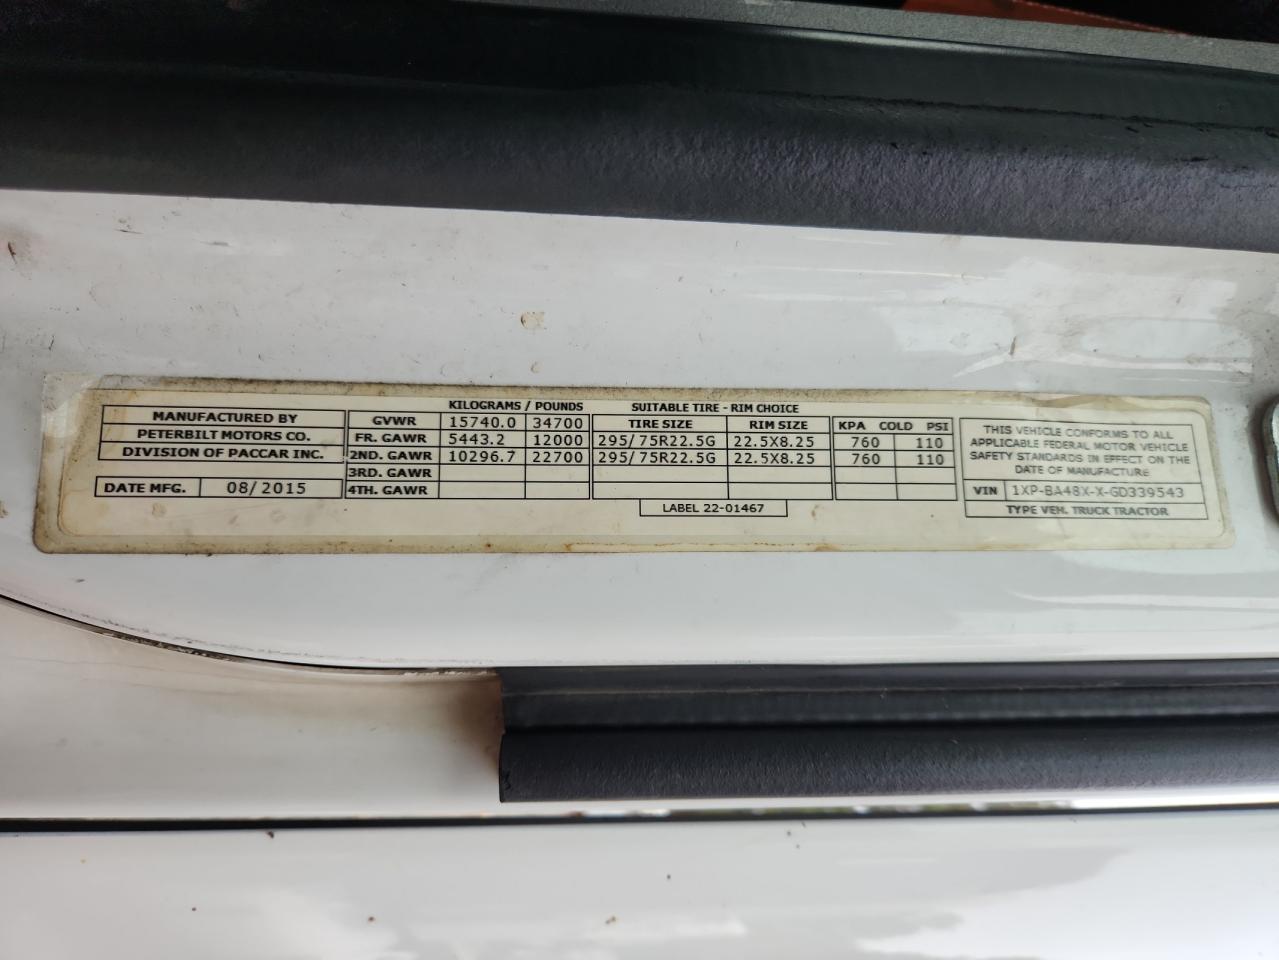 MANUFACTURED BY
PETERBILT MOTORS CO.
DIVISION OF PACCAR INC.
DATE MFG. 08/2015
KILOGRAMS / POUNDS
GVWR 15740.0 34700
FR. GAWR 5443.2 12000
2ND. GAWR 10296.7 22700
3RD. GAWR
4TH. GAWR
SUITABLE TIRE - RIM CHOICE
TIRE SIZE RIM SIZE
295/75R22.5G 22.5X8.25
295/75R22.5G 22.5X8.25
KPA COLD PSI
760 110
760 110
LABEL 22-01467
THIS VEHICLE CONFORMS TO ALL
APPLICABLE FEDERAL MOTOR VEHICLE
SAFETY STANDARDS IN EFFECT ON THE
DATE OF MANUFACTURE
VIN 1XP-BA48X-X-GD339543
TYPE VEH. TRUCK TRACTOR